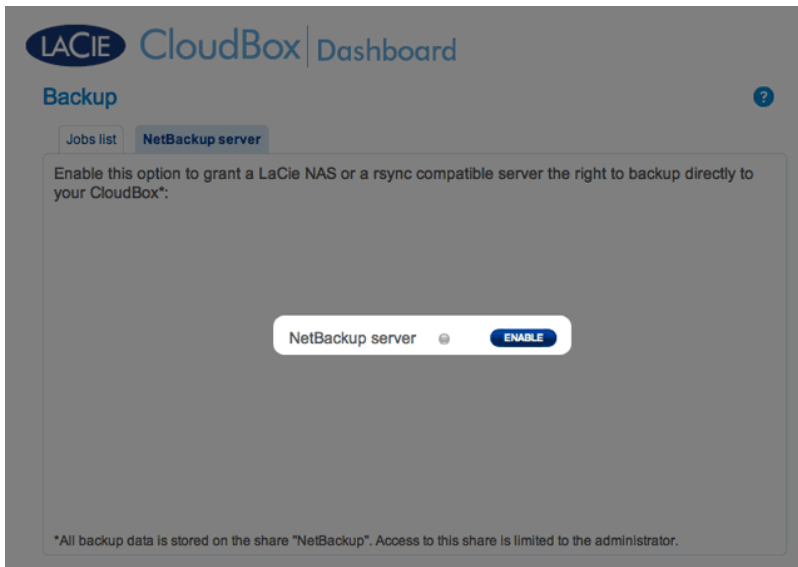 LACIE CloudBox Dashboard
Backup ?
Jobs list NetBackup server
Enable this option to grant a LaCie NAS or a rsync compatible server the right to backup directly to
your CloudBox*:
NetBackup server ENABLE
*All backup data is stored on the share "NetBackup". Access to this share is limited to the administrator.